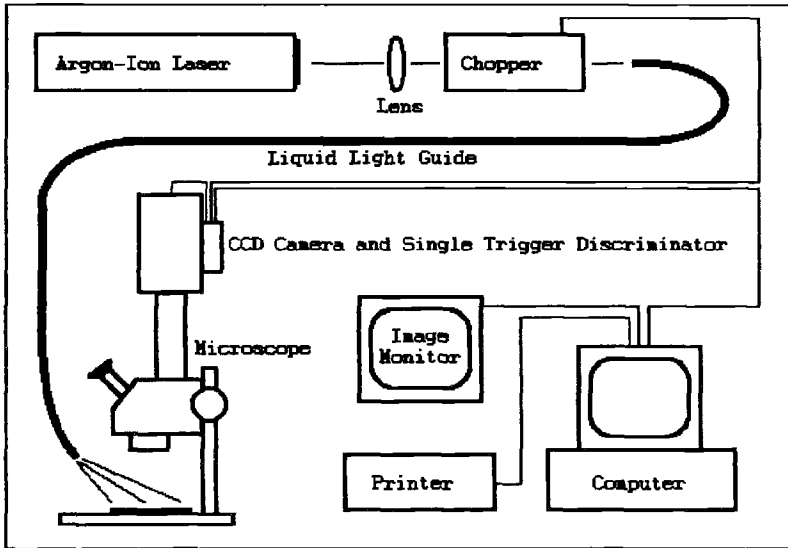 Argon-Ion Laser
Lens
Chopper
Liquid Light Guide
CCD Camera and Single Trigger Discriminator
Microscope
Image
Monitor
Printer
Computer